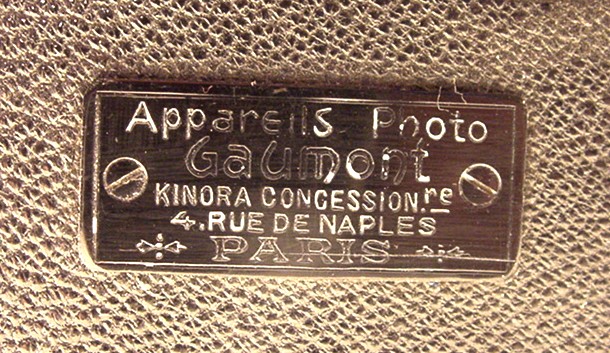 Appareils Photo
Gaumont
KINORA CONCESSIONre
4.RUE DE NAPLES
PARIS